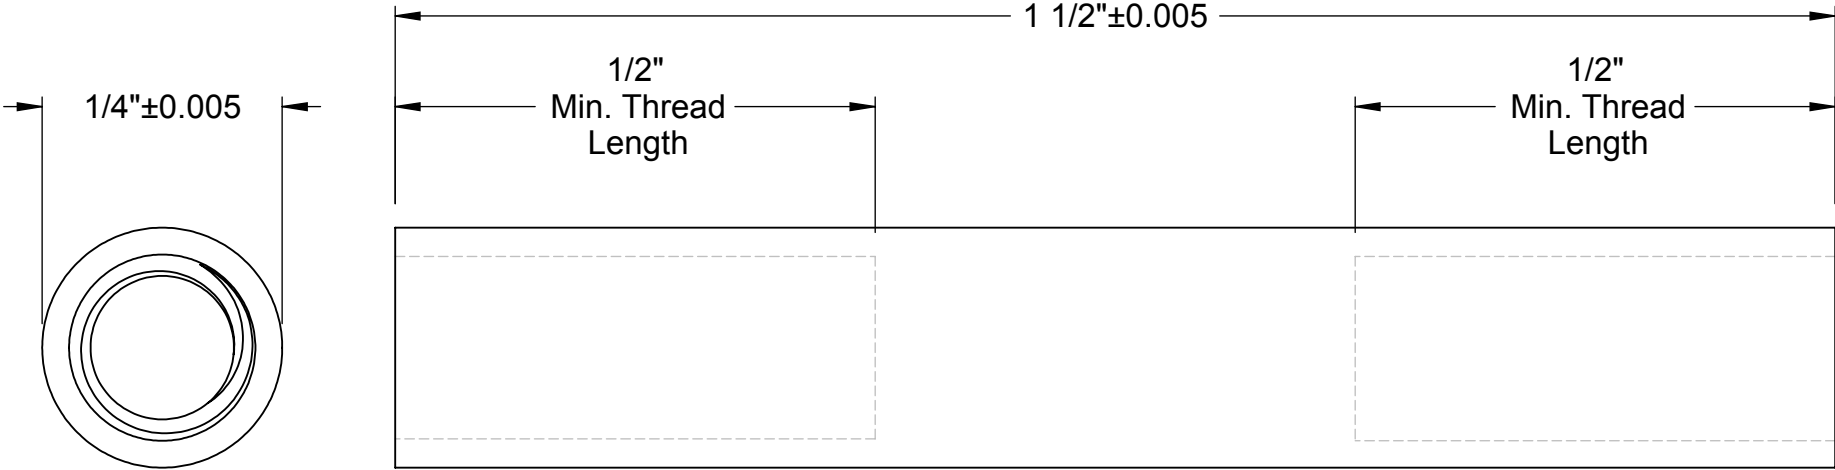 1 1/2"±0.005
1/4"±0.005
1/2"
Min. Thread
Length
1/2"
Min. Thread
Length